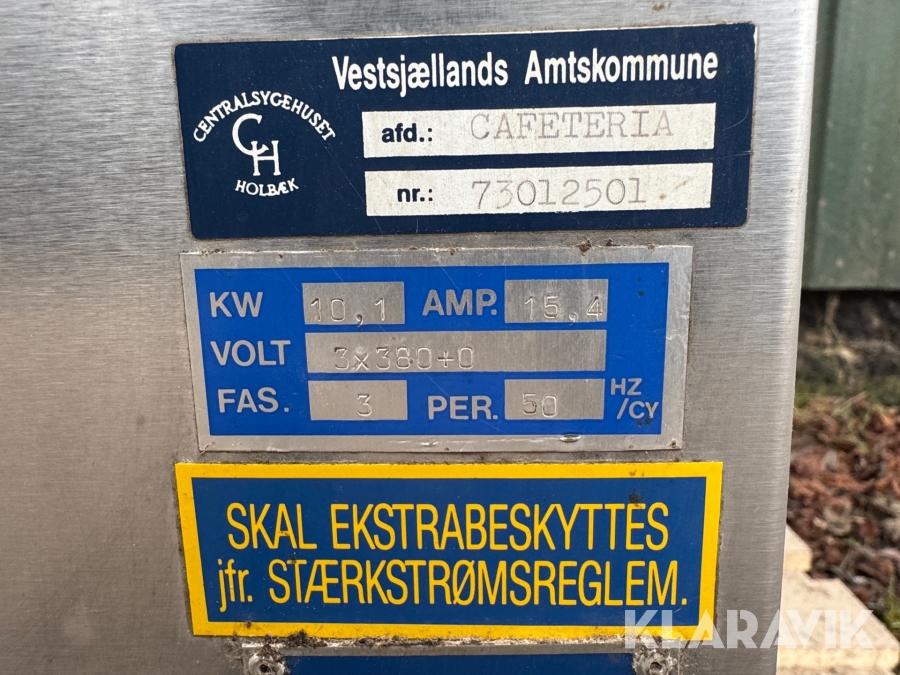 Vestsjællands Amtskommune
CENTRALSYGEHUSET
CH
HOLBÆK
afd.: CAFETERIA
nr.: 73012501
KW 10,1 AMP. 15,4
VOLT 3x380+0
FAS. 3 PER. 50 HZ
/CY
SKAL EKSTRABESKYTTES
jfr. STÆRKSTRØMSREGLEM.
KLARAVIK